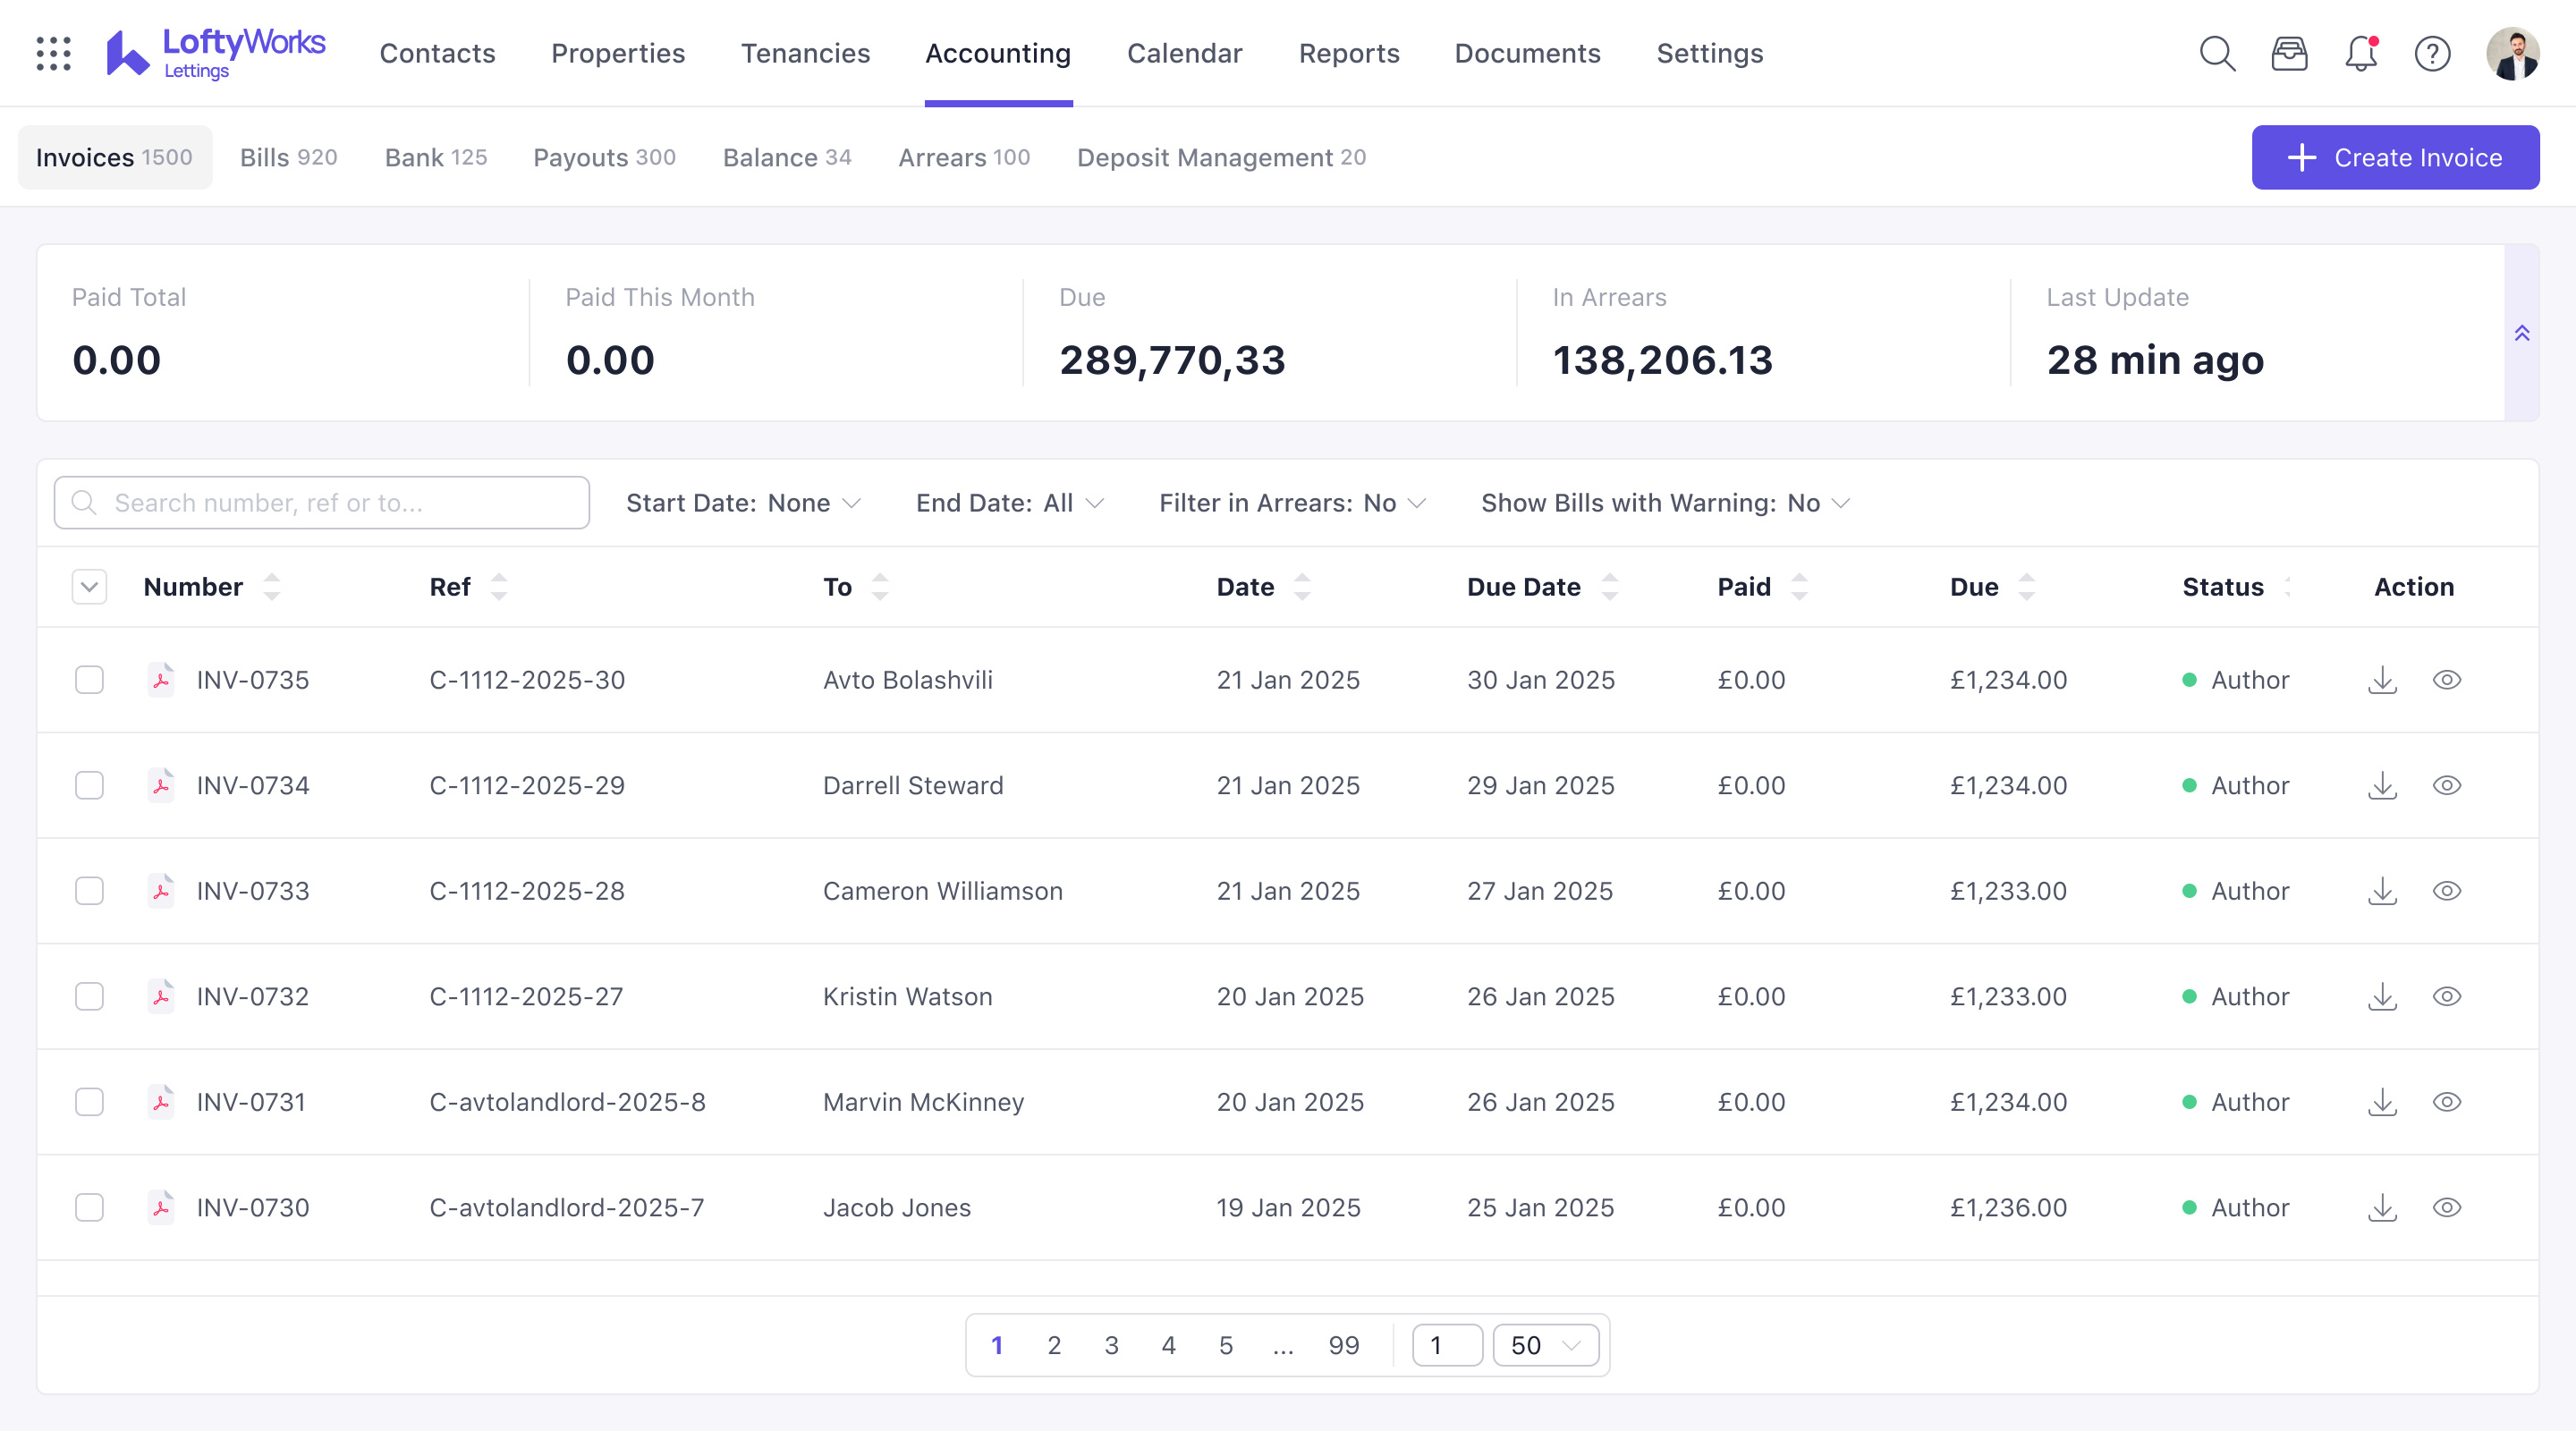 LoftyWorks
Lettings
Contacts Properties Tenancies Accounting Calendar Reports Documents Settings
Invoices 1500 Bills 920 Bank 125 Payouts 300 Balance 34 Arrears 100 Deposit Management 20 Create Invoice
Paid Total Paid This Month Due In Arrears Last Update
0.00 0.00 289,770,33 138,206.13 28 min ago
Search number, ref or to... Start Date: None End Date: All Filter in Arrears: No Show Bills with Warning: No
Number Ref To Date Due Date Paid Due Status Action
INV-0735 C-1112-2025-30 Avto Bolashvili 21 Jan 2025 30 Jan 2025 £0.00 £1,234.00 Author
INV-0734 C-1112-2025-29 Darrell Steward 21 Jan 2025 29 Jan 2025 £0.00 £1,234.00 Author
INV-0733 C-1112-2025-28 Cameron Williamson 21 Jan 2025 27 Jan 2025 £0.00 £1,233.00 Author
INV-0732 C-1112-2025-27 Kristin Watson 20 Jan 2025 26 Jan 2025 £0.00 £1,233.00 Author
INV-0731 C-avtolandlord-2025-8 Marvin McKinney 20 Jan 2025 26 Jan 2025 £0.00 £1,234.00 Author
INV-0730 C-avtolandlord-2025-7 Jacob Jones 19 Jan 2025 25 Jan 2025 £0.00 £1,236.00 Author
1 2 3 4 5 ... 99 1 50